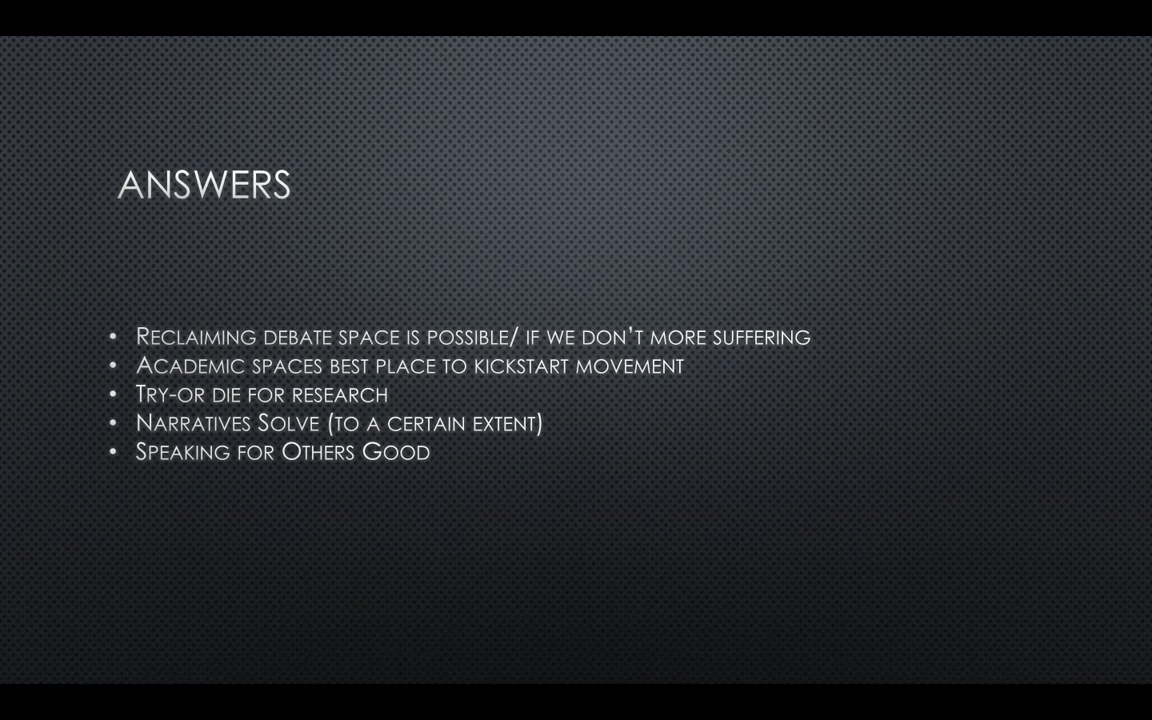 ANSWERS
• RECLAIMING DEBATE SPACE IS POSSIBLE/ IF WE DON'T MORE SUFFERING
• ACADEMIC SPACES BEST PLACE TO KICKSTART MOVEMENT
• TRY-OR DIE FOR RESEARCH
• NARRATIVES SOLVE (TO A CERTAIN EXTENT)
• SPEAKING FOR OTHERS GOOD